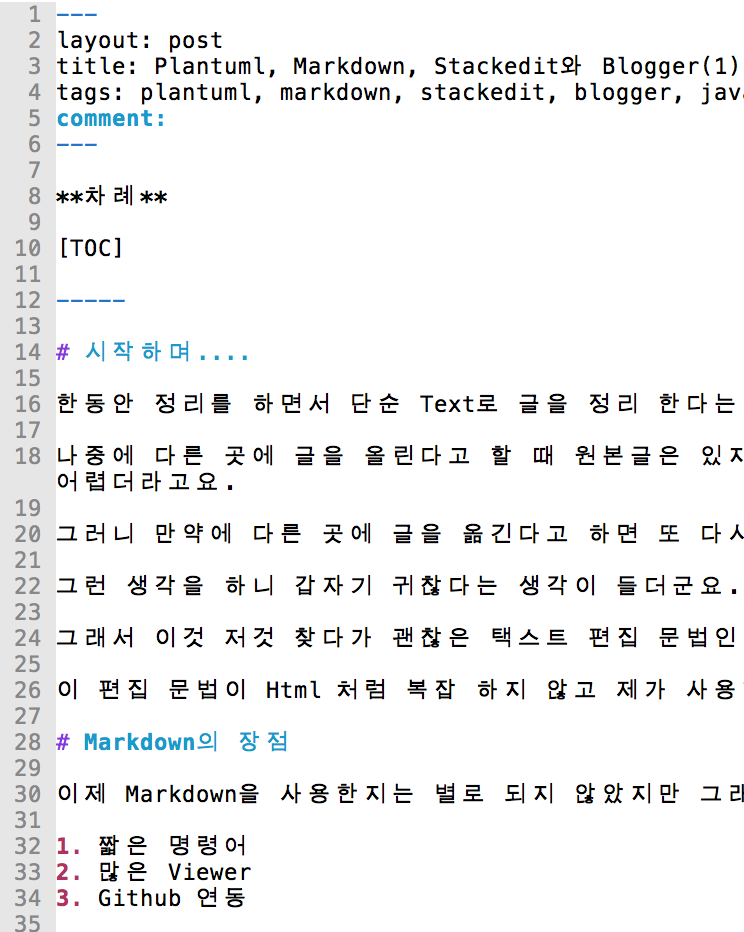 1 ---
2 layout: post
3 title: Plantuml, Markdown, Stackedit와 Blogger(1)
4 tags: plantuml, markdown, stackedit, blogger, jav
5 comment:
6 ---
7
8 **차례**
9
10 [TOC]
11
12 -----
13
14 # 시작하며....
15
16 한동안 정리를 하면서 단순 Text로 글을 정리 한다는
17
18 나중에 다른 곳에 글을 올린다고 할 때 원본글은 있지
어렵더라고요.
19
20 그러니 만약에 다른 곳에 글을 옮긴다고 하면 또 다시
21
22 그런 생각을 하니 갑자기 귀찮다는 생각이 들더군요.
23
24 그래서 이것 저것 찾다가 괜찮은 택스트 편집 문법인
25
26 이 편집 문법이 Html 처럼 복잡 하지 않고 제가 사용
27
28 # Markdown의 장점
29
30 이제 Markdown을 사용한지는 별로 되지 않았지만 그래
31
32 1. 짧은 명령어
33 2. 많은 Viewer
34 3. Github 연동
35